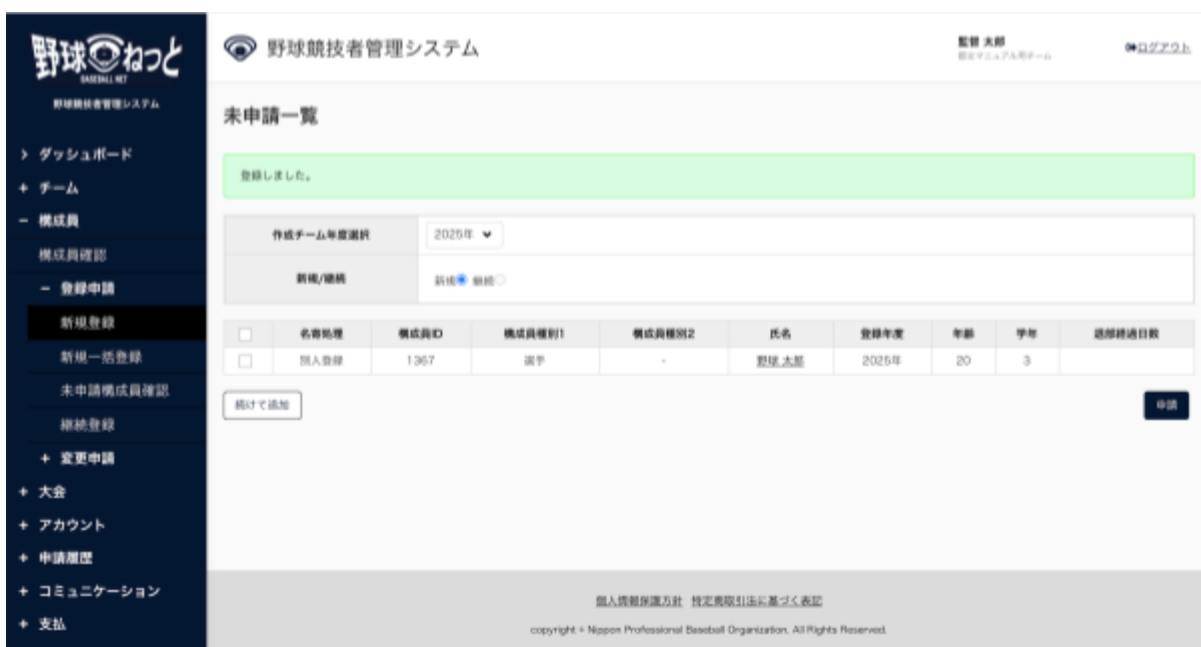 野球ねっと
BASEBALL NET
野球競技者管理システム
野球競技者管理システム
監督 太郎
ログアウト
未申請一覧
ダッシュボード
チーム
構成員
構成員確認
登録申請
新規登録
新規一括登録
未申請構成員確認
継続登録
変更申請
大会
アカウント
申請履歴
コミュニケーション
支払
登録しました。
作成チーム年度選択 2025年
新規/継続 新規 継続
名寄処理 構成員ID 構成員種別1 構成員種別2 氏名 登録年度 年齢 学年 退部経過日数
別人登録 1367 選手 - 野球 太郎 2025年 20 3
続けて追加 申請
個人情報保護方針 特定商取引法に基づく表記
copyright © Nippon Professional Baseball Organization. All Rights Reserved.